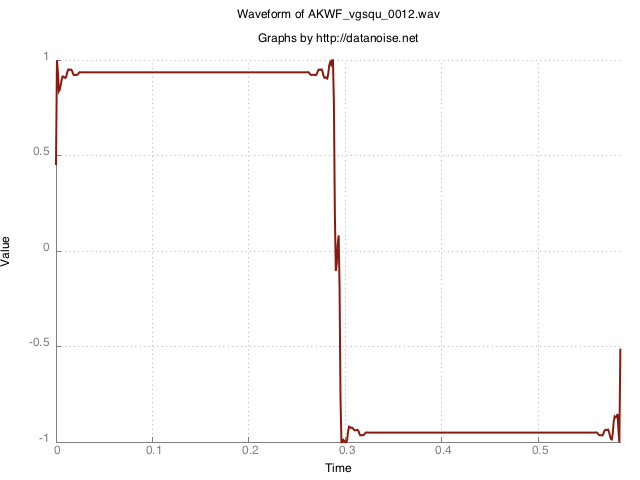 Waveform of AKWF_vgsqu_0012.wav
Graphs by http://datanoise.net
1
0.5
0
-0.5
-1
Value
0 0.1 0.2 0.3 0.4 0.5
Time